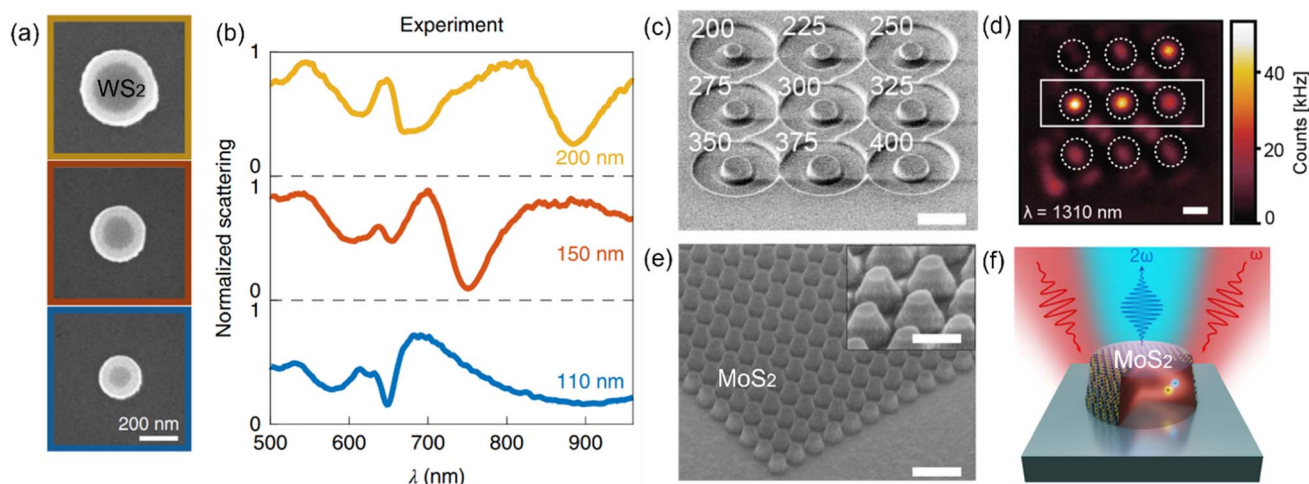 (a)
WS2
200 nm
(b)
Experiment
Normalized scattering
1
0
200 nm
1
0
150 nm
1
0
110 nm
500 600 700 800 900
λ (nm)
(c)
200 225 250
275 300 325
350 375 400
(d)
λ = 1310 nm
40
20
0
Counts [kHz]
(e)
MoS2
(f)
2ω
ω
MoS2